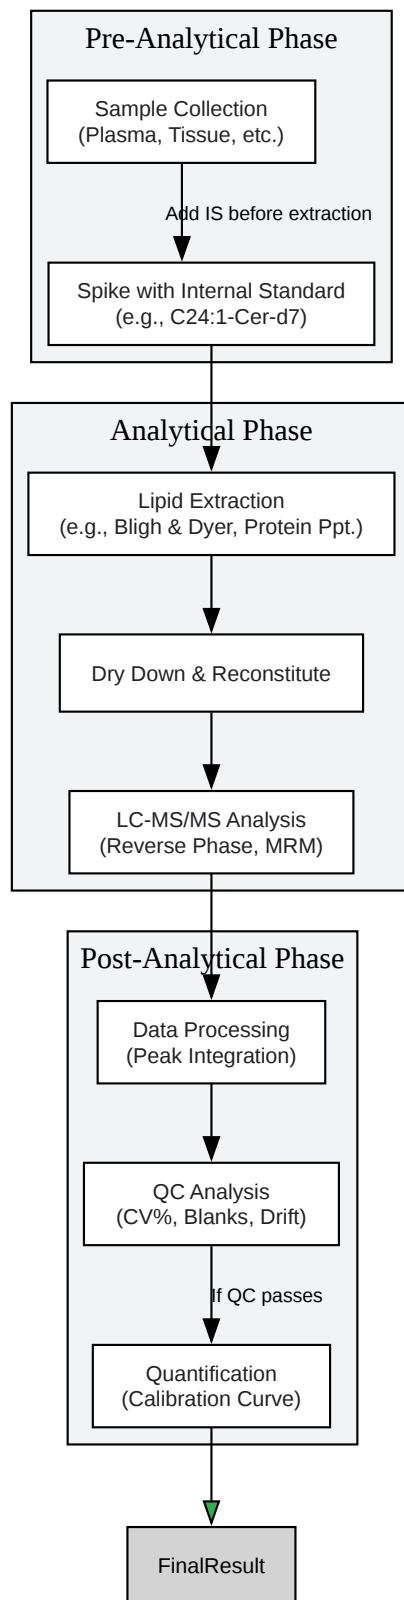 Pre-Analytical Phase
Sample Collection
(Plasma, Tissue, etc.)
Add IS before extraction
Spike with Internal Standard
(e.g., C24:1-Cer-d7)
Analytical Phase
Lipid Extraction
(e.g., Bligh & Dyer, Protein Ppt.)
Dry Down & Reconstitute
LC-MS/MS Analysis
(Reverse Phase, MRM)
Post-Analytical Phase
Data Processing
(Peak Integration)
QC Analysis
(CV%, Blanks, Drift)
If QC passes
Quantification
(Calibration Curve)
FinalResult